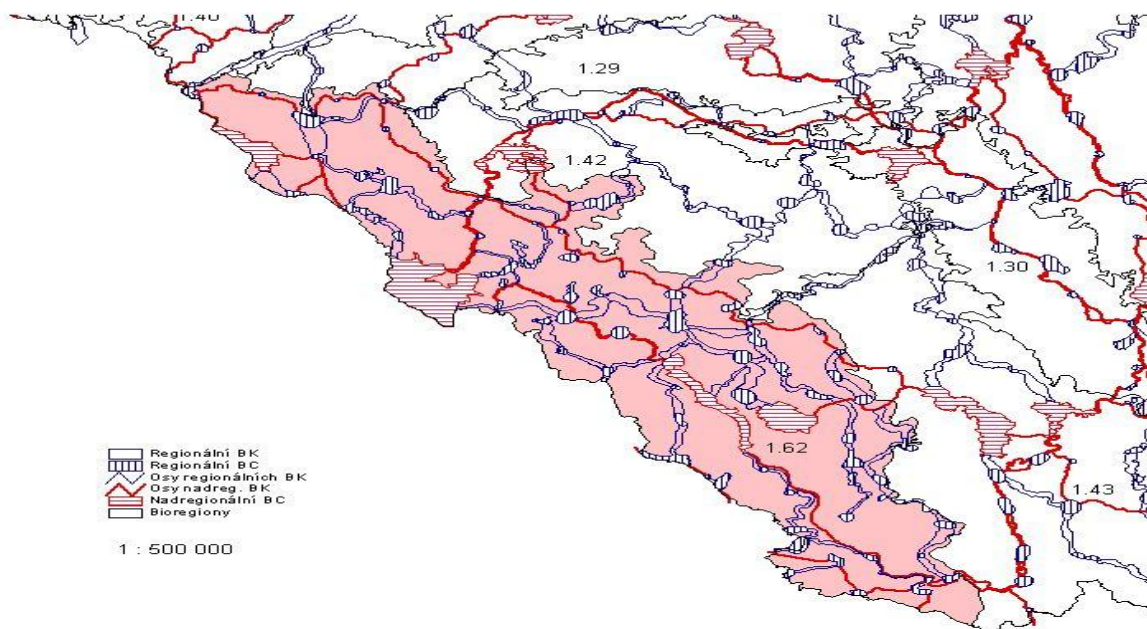 1.40
1.29
1.42
1.30
1.62
1.43
Regionální BK
Regionální BC
Osy regionálních BK
Osy nadreg. BK
Nadregionální BC
Bioregiony
1 : 500 000